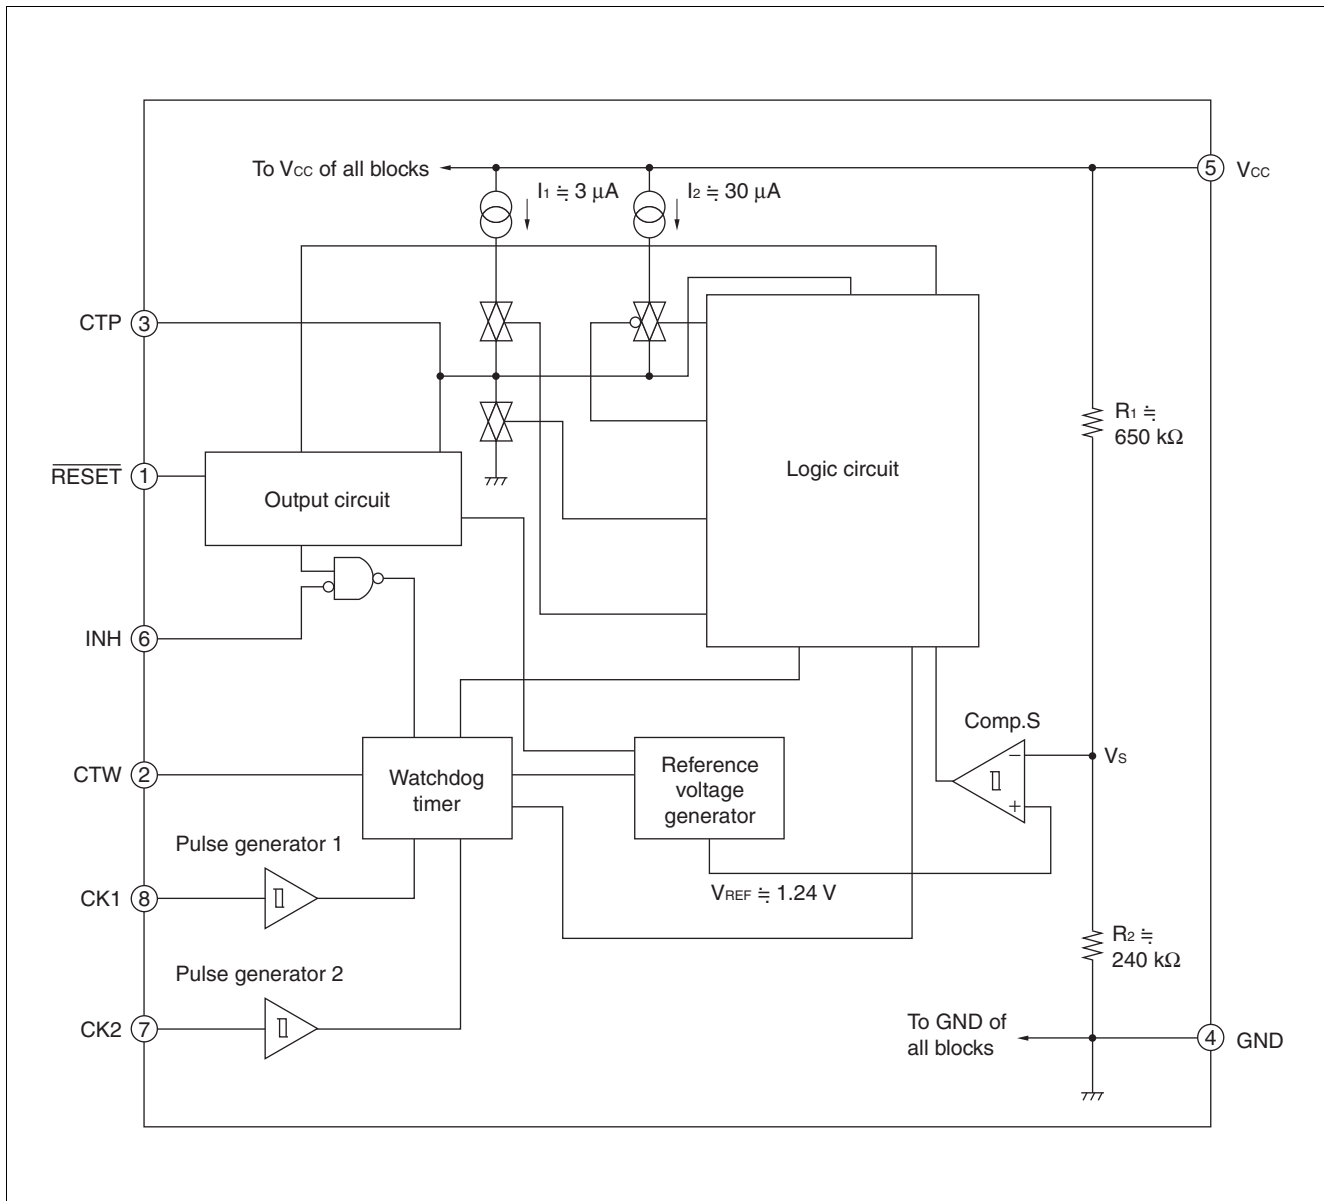 To VCC of all blocks
I1 ≒ 3 μA
I2 ≒ 30 μA
5
VCC
CTP
3
R1 ≒
650 kΩ
RESET
1
Output circuit
Logic circuit
INH
6
Comp.S
−
+
VS
CTW
2
Watchdog
timer
Reference
voltage
generator
Pulse generator 1
CK1
8
VREF ≒ 1.24 V
R2 ≒
240 kΩ
Pulse generator 2
CK2
7
To GND of
all blocks
4
GND